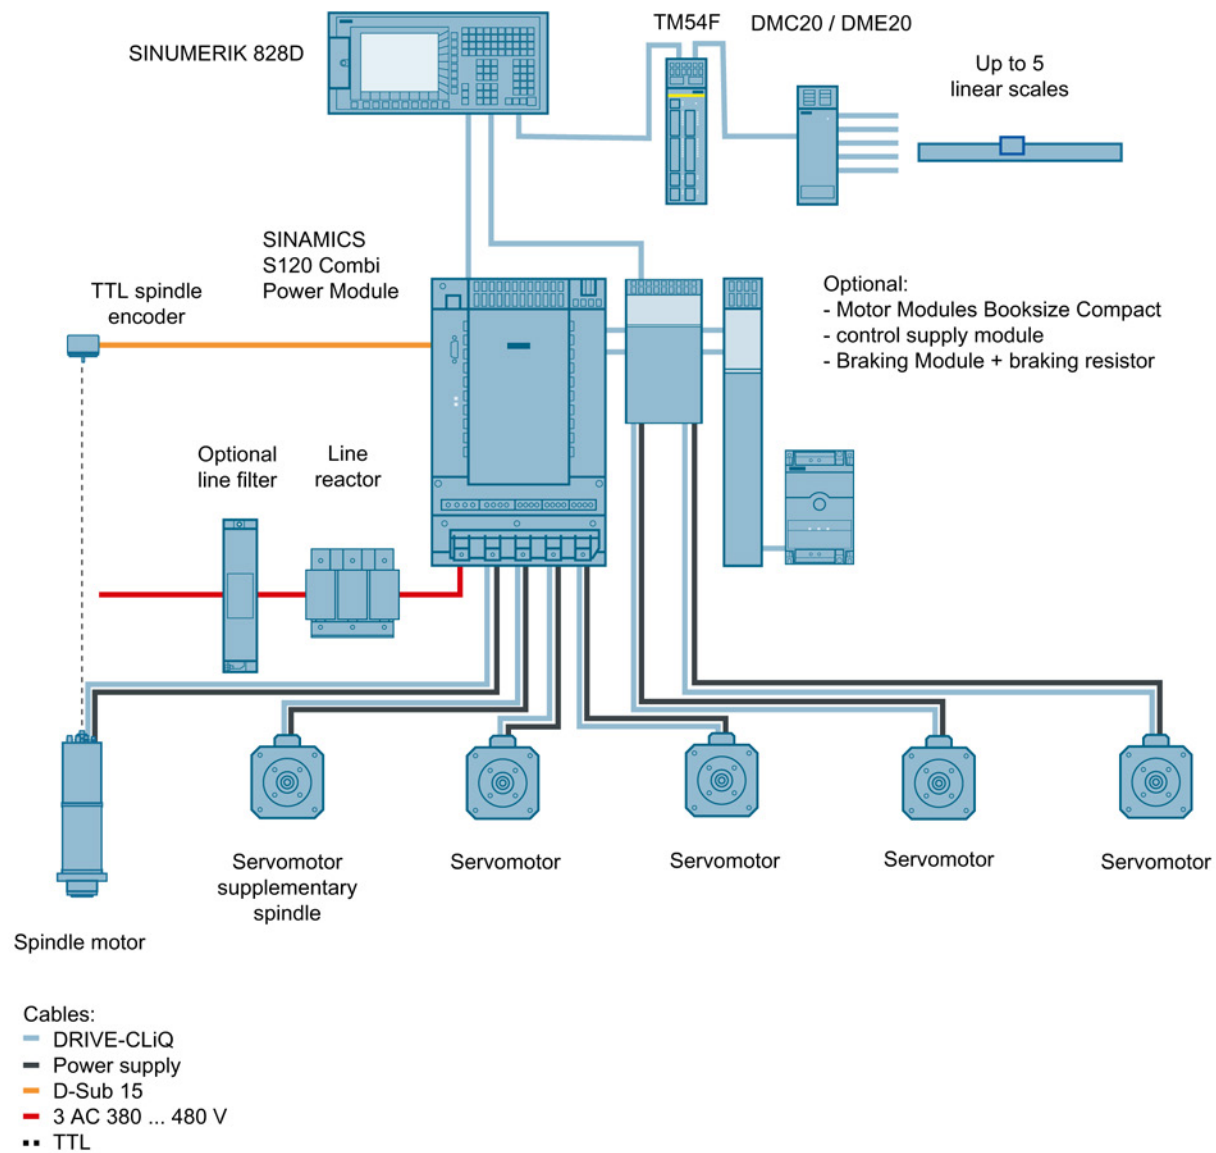 SINUMERIK 828D
TM54F
DMC20 / DME20
Up to 5
linear scales
SINAMICS
S120 Combi
Power Module
TTL spindle
encoder
Optional:
- Motor Modules Booksize Compact
- control supply module
- Braking Module + braking resistor
Optional
line filter
Line
reactor
Servomotor
supplementary
spindle
Servomotor
Servomotor
Servomotor
Servomotor
Spindle motor
Cables:
DRIVE-CLiQ
Power supply
D-Sub 15
3 AC 380 ... 480 V
TTL